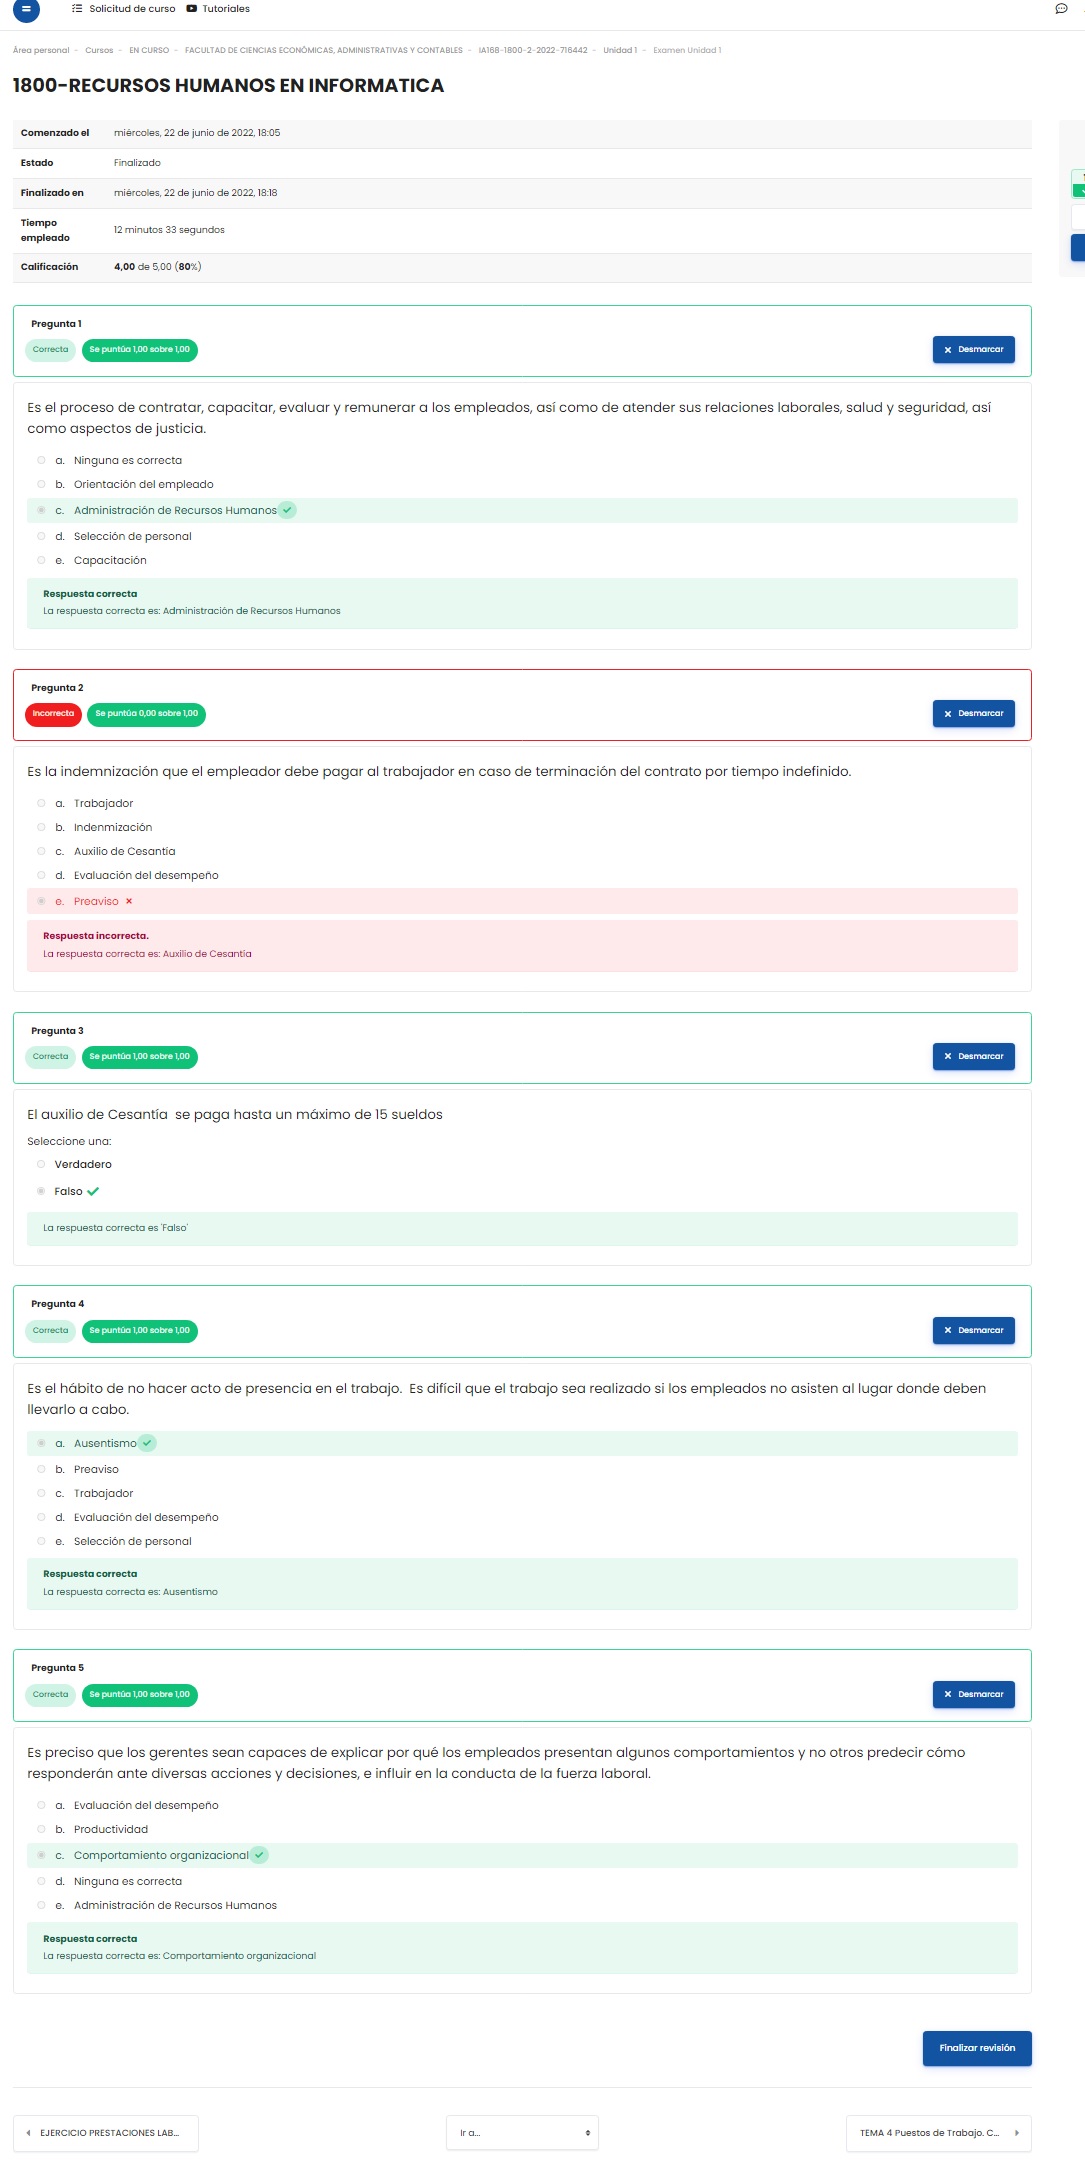 Solicitud de curso Tutoriales
Área personal - Cursos - EN CURSO - FACULTAD DE CIENCIAS ECONÓMICAS, ADMINISTRATIVAS Y CONTABLES - IA168-1800-2-2022-716442 - Unidad 1 - Examen Unidad 1
1800-RECURSOS HUMANOS EN INFORMATICA
Comenzado el miércoles, 22 de junio de 2022, 18:05
Estado Finalizado
Finalizado en miércoles, 22 de junio de 2022, 18:18
Tiempo
empleado 12 minutos 33 segundos
Calificación 4,00 de 5,00 (80%)
Pregunta 1
Correcta Se puntúa 1,00 sobre 1,00 × Desmarcar
Es el proceso de contratar, capacitar, evaluar y remunerar a los empleados, así como de atender sus relaciones laborales, salud y seguridad, así
como aspectos de justicia.
a. Ninguna es correcta
b. Orientación del empleado
c. Administración de Recursos Humanos
d. Selección de personal
e. Capacitación
Respuesta correcta
La respuesta correcta es: Administración de Recursos Humanos
Pregunta 2
Incorrecta Se puntúa 0,00 sobre 1,00 × Desmarcar
Es la indemnización que el empleador debe pagar al trabajador en caso de terminación del contrato por tiempo indefinido.
a. Trabajador
b. Indenmización
c. Auxilio de Cesantía
d. Evaluación del desempeño
e. Preaviso ×
Respuesta incorrecta.
La respuesta correcta es: Auxilio de Cesantía
Pregunta 3
Correcta Se puntúa 1,00 sobre 1,00 × Desmarcar
El auxilio de Cesantía se paga hasta un máximo de 15 sueldos
Seleccione una:
Verdadero
Falso
La respuesta correcta es 'Falso'
Pregunta 4
Correcta Se puntúa 1,00 sobre 1,00 × Desmarcar
Es el hábito de no hacer acto de presencia en el trabajo. Es difícil que el trabajo sea realizado si los empleados no asisten al lugar donde deben
llevarlo a cabo.
a. Ausentismo
b. Preaviso
c. Trabajador
d. Evaluación del desempeño
e. Selección de personal
Respuesta correcta
La respuesta correcta es: Ausentismo
Pregunta 5
Correcta Se puntúa 1,00 sobre 1,00 × Desmarcar
Es preciso que los gerentes sean capaces de explicar por qué los empleados presentan algunos comportamientos y no otros predecir cómo
responderán ante diversas acciones y decisiones, e influir en la conducta de la fuerza laboral.
a. Evaluación del desempeño
b. Productividad
c. Comportamiento organizacional
d. Ninguna es correcta
e. Administración de Recursos Humanos
Respuesta correcta
La respuesta correcta es: Comportamiento organizacional
Finalizar revisión
EJERCICIO PRESTACIONES LAB... Ir a... TEMA 4 Puestos de Trabajo. C...